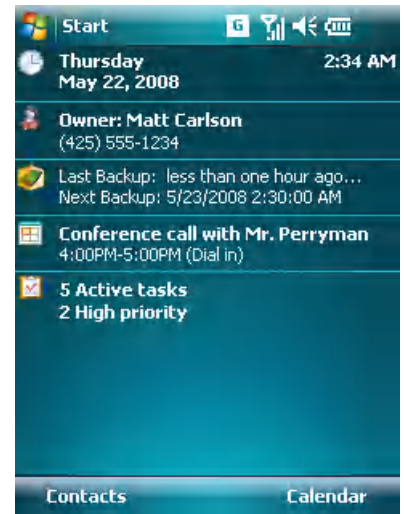 Start G
Thursday 2:34 AM
May 22, 2008
Owner: Matt Carlson
(425) 555-1234
Last Backup: less than one hour ago...
Next Backup: 5/23/2008 2:30:00 AM
Conference call with Mr. Perryman
4:00PM-5:00PM (Dial in)
5 Active tasks
2 High priority
Contacts Calendar